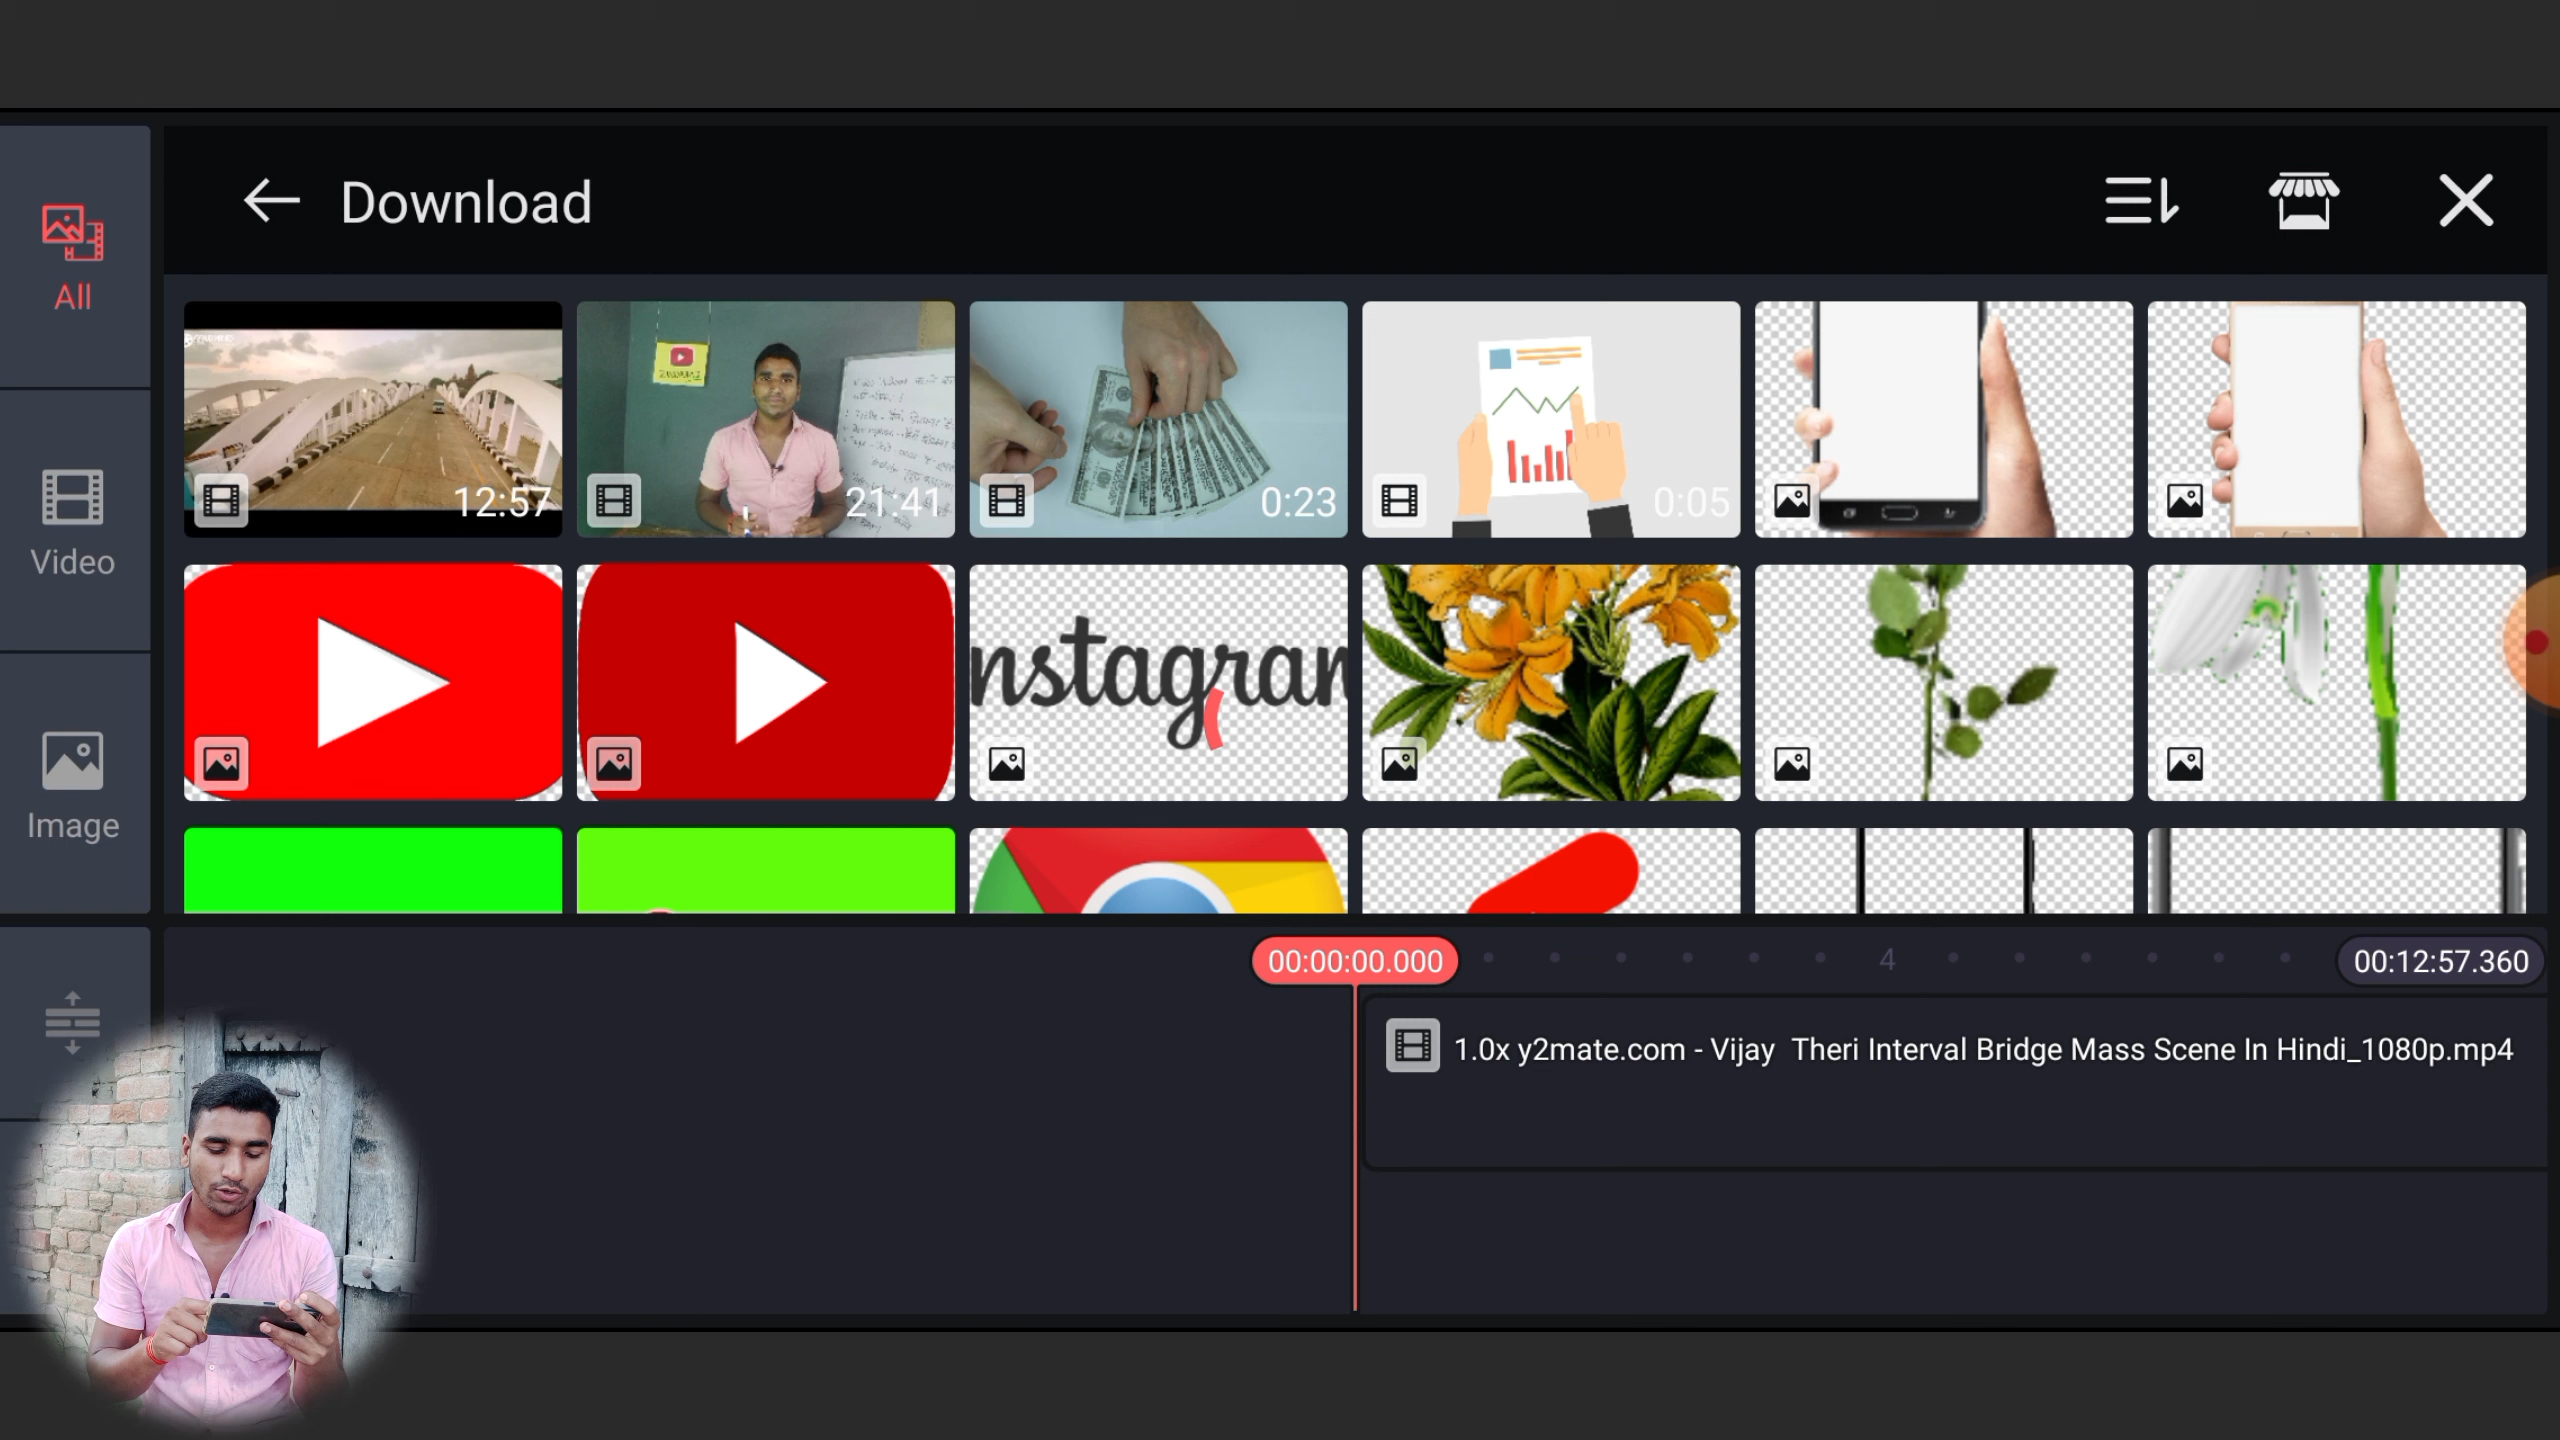 Download
All
12:57
21:41
0:23
0:05
Video
nstagram
Image
00:00:00.000
4
00:12:57.360
1.0x y2mate.com - Vijay  Theri Interval Bridge Mass Scene In Hindi_1080p.mp4